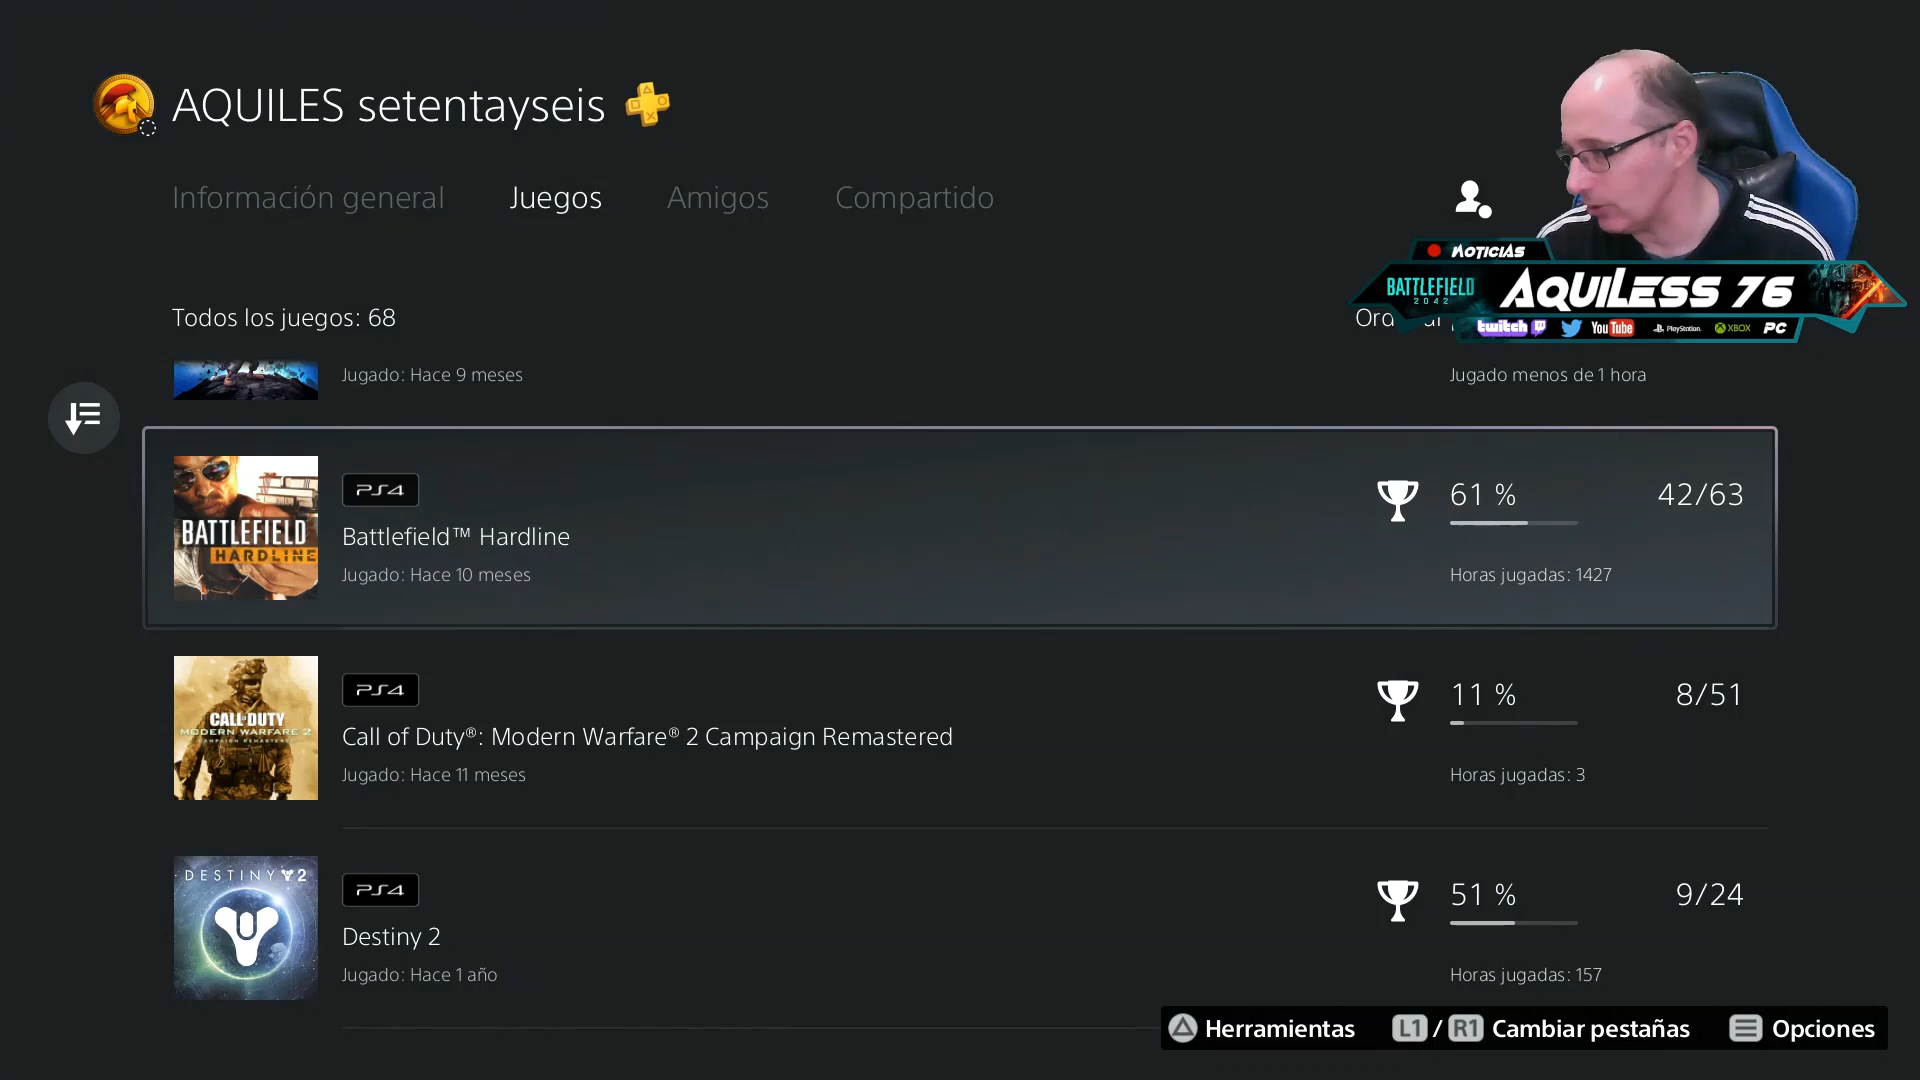 AQUILES setentayseis
Información general
Juegos
Amigos
Compartido
NOTICIAS
BATTLEFIELD
2042
AQUILESS 76
twitch
YouTube
PlayStation.
XBOX
PC
Todos los juegos: 68
Jugado: Hace 9 meses
Jugado menos de 1 hora
BATTLEFIELD
HARDLINE
PS4
Battlefield™ Hardline
Jugado: Hace 10 meses
61 %
42/63
Horas jugadas: 1427
CALL OF DUTY
MODERN WARFARE 2
CAMPAIGN REMASTERED
PS4
Call of Duty®: Modern Warfare® 2 Campaign Remastered
Jugado: Hace 11 meses
11 %
8/51
Horas jugadas: 3
DESTINY 2
PS4
Destiny 2
Jugado: Hace 1 año
51 %
9/24
Horas jugadas: 157
Herramientas
L1 / R1 Cambiar pestañas
Opciones